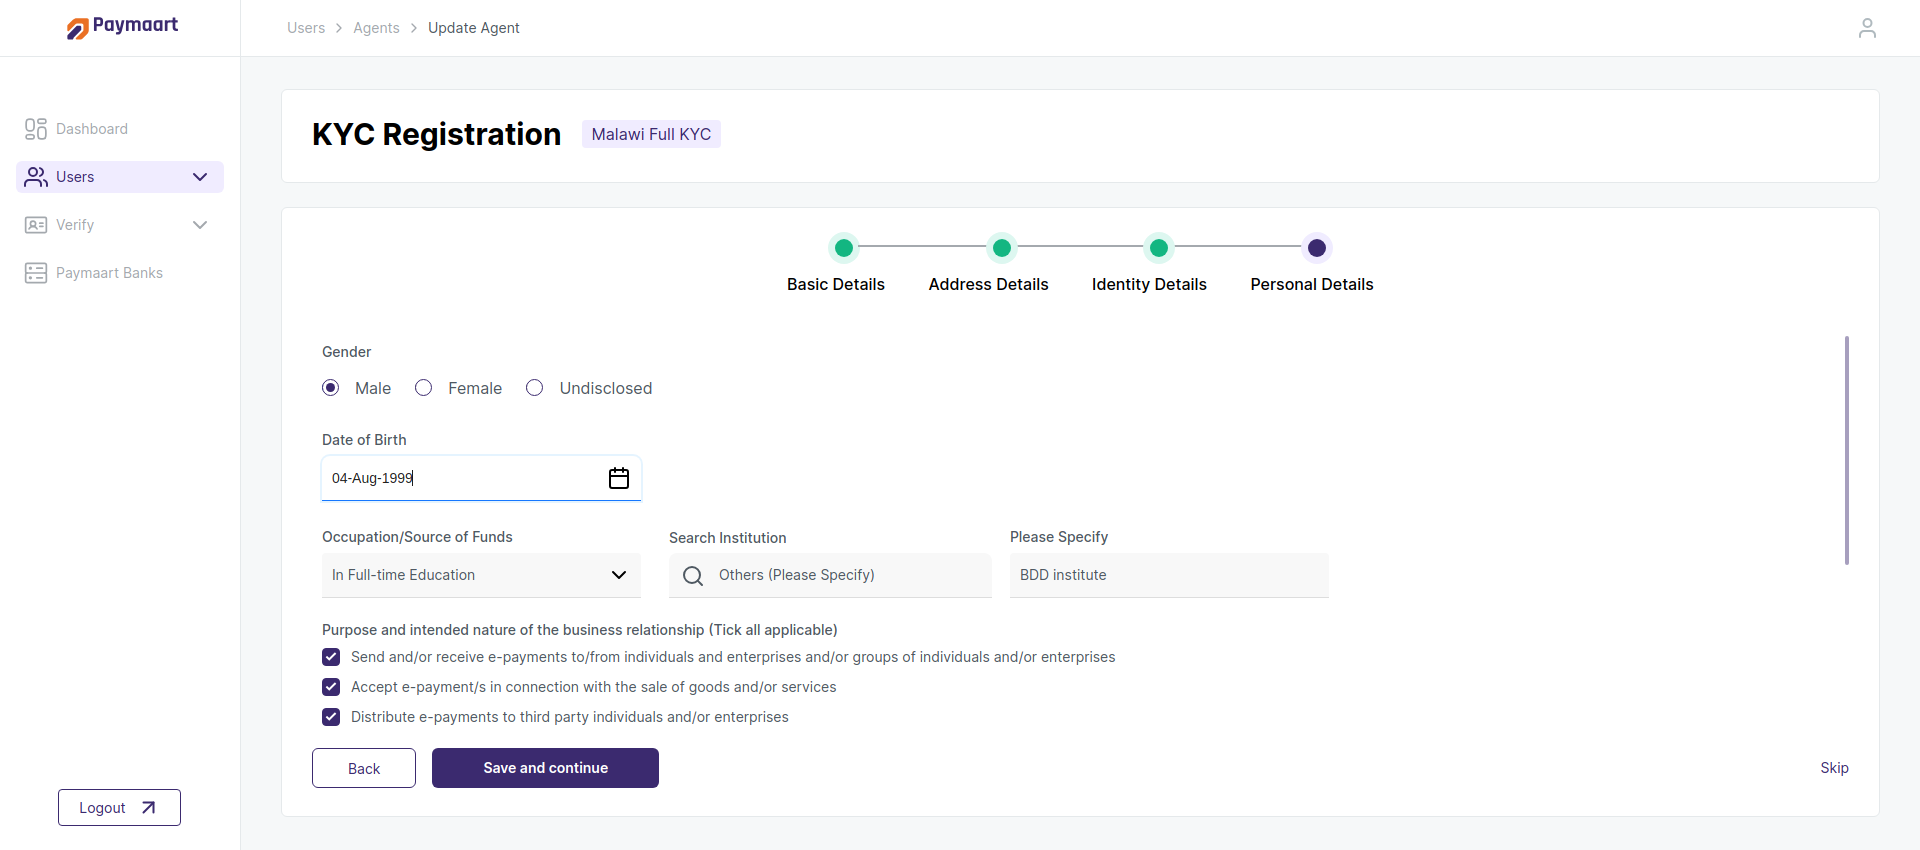 Paymaart
Users > Agents > Update Agent
Dashboard
Users
Verify
Paymaart Banks
Logout
KYC Registration Malawi Full KYC
Basic Details Address Details Identity Details Personal Details
Gender
Male Female Undisclosed
Date of Birth
04-Aug-1999
Occupation/Source of Funds Search Institution Please Specify
In Full-time Education Others (Please Specify) BDD institute
Purpose and intended nature of the business relationship (Tick all applicable)
Send and/or receive e-payments to/from individuals and enterprises and/or groups of individuals and/or enterprises
Accept e-payment/s in connection with the sale of goods and/or services
Distribute e-payments to third party individuals and/or enterprises
Back Save and continue Skip